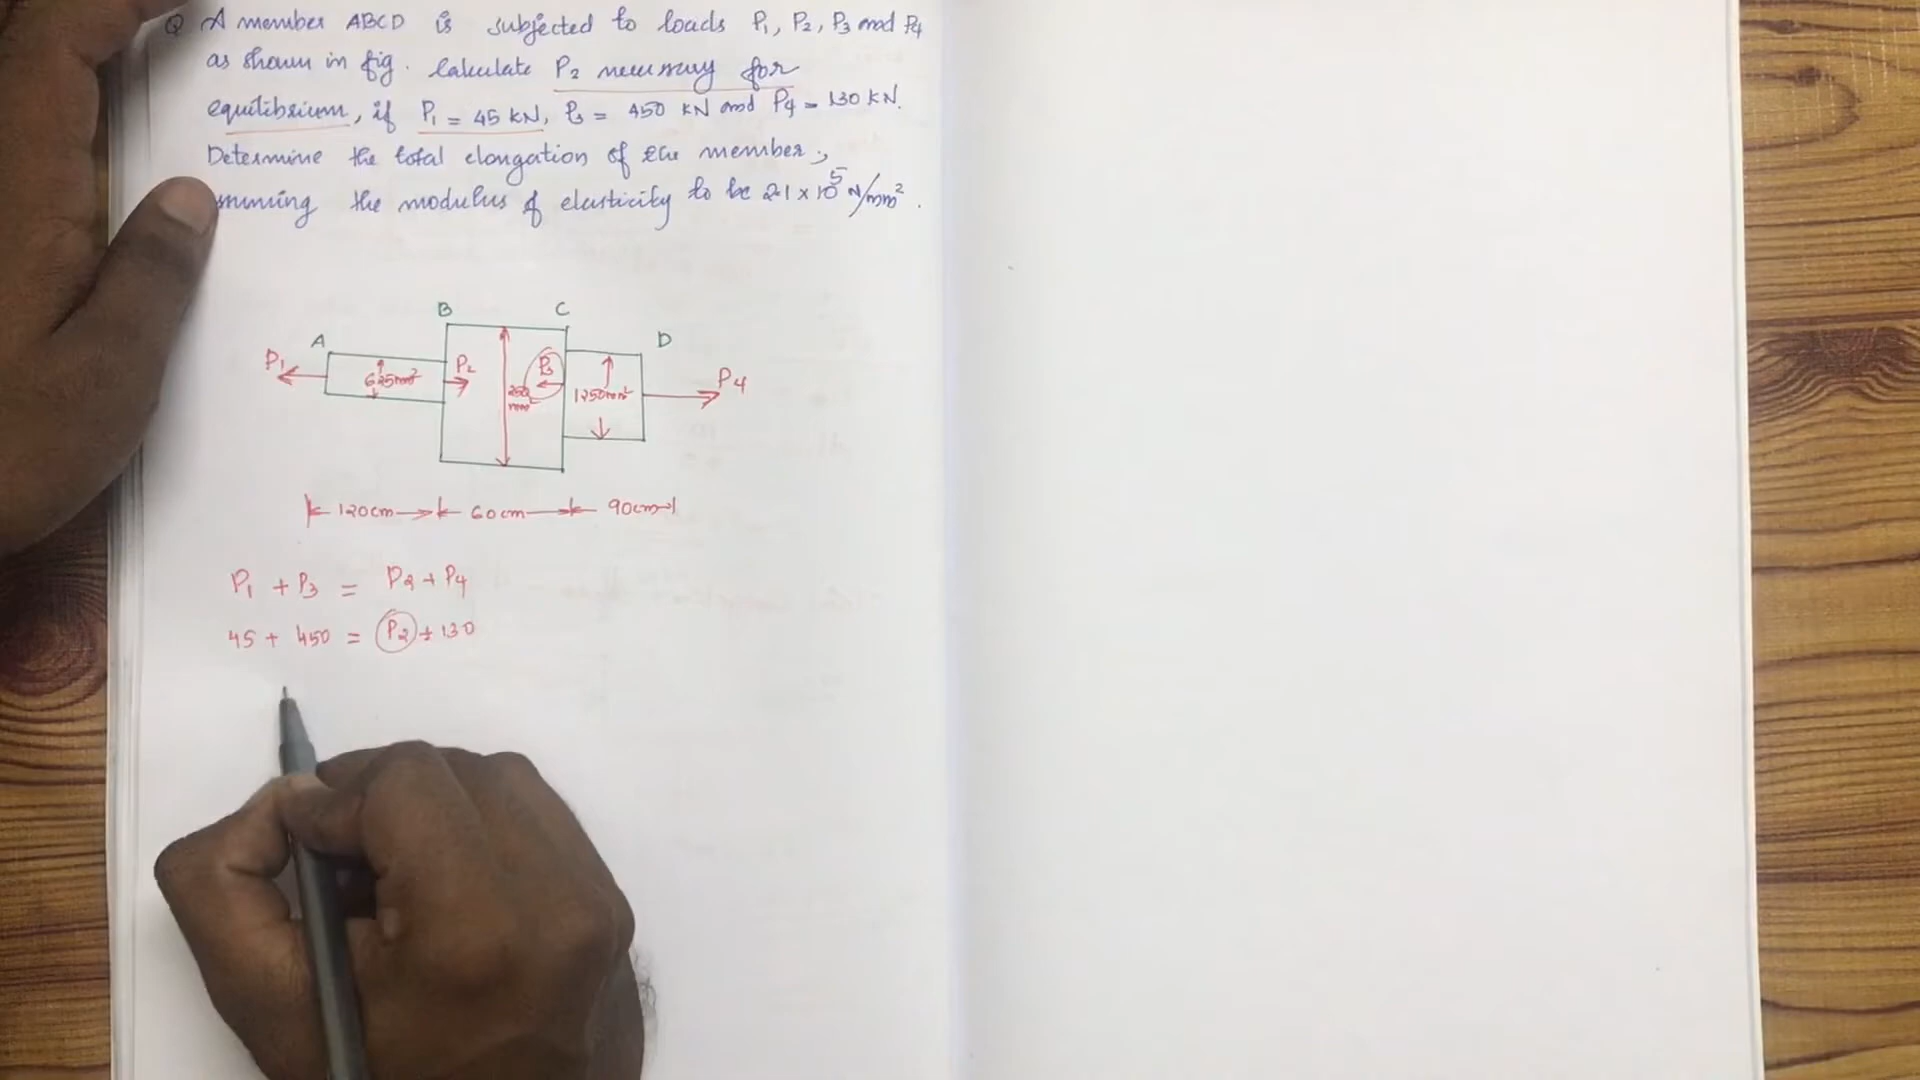 Q A member ABCD is subjected to loads P1, P2, P3 and P4
as shown in fig. Calculate P2 necessary for
equilibrium, if P1 = 45 KN, P3 = 450 KN and P4 = 130 KN.
Determine the total elongation of the member,
the modulus of elasticity to be 2.1 x 10^5 N/mm²
B C
A D
P1 625mm² P2 P3 1250mm² P4
mm²
120cm 60cm 90cm
P1 + P3 = P2 + P4
45 + 450 = P2 + 130